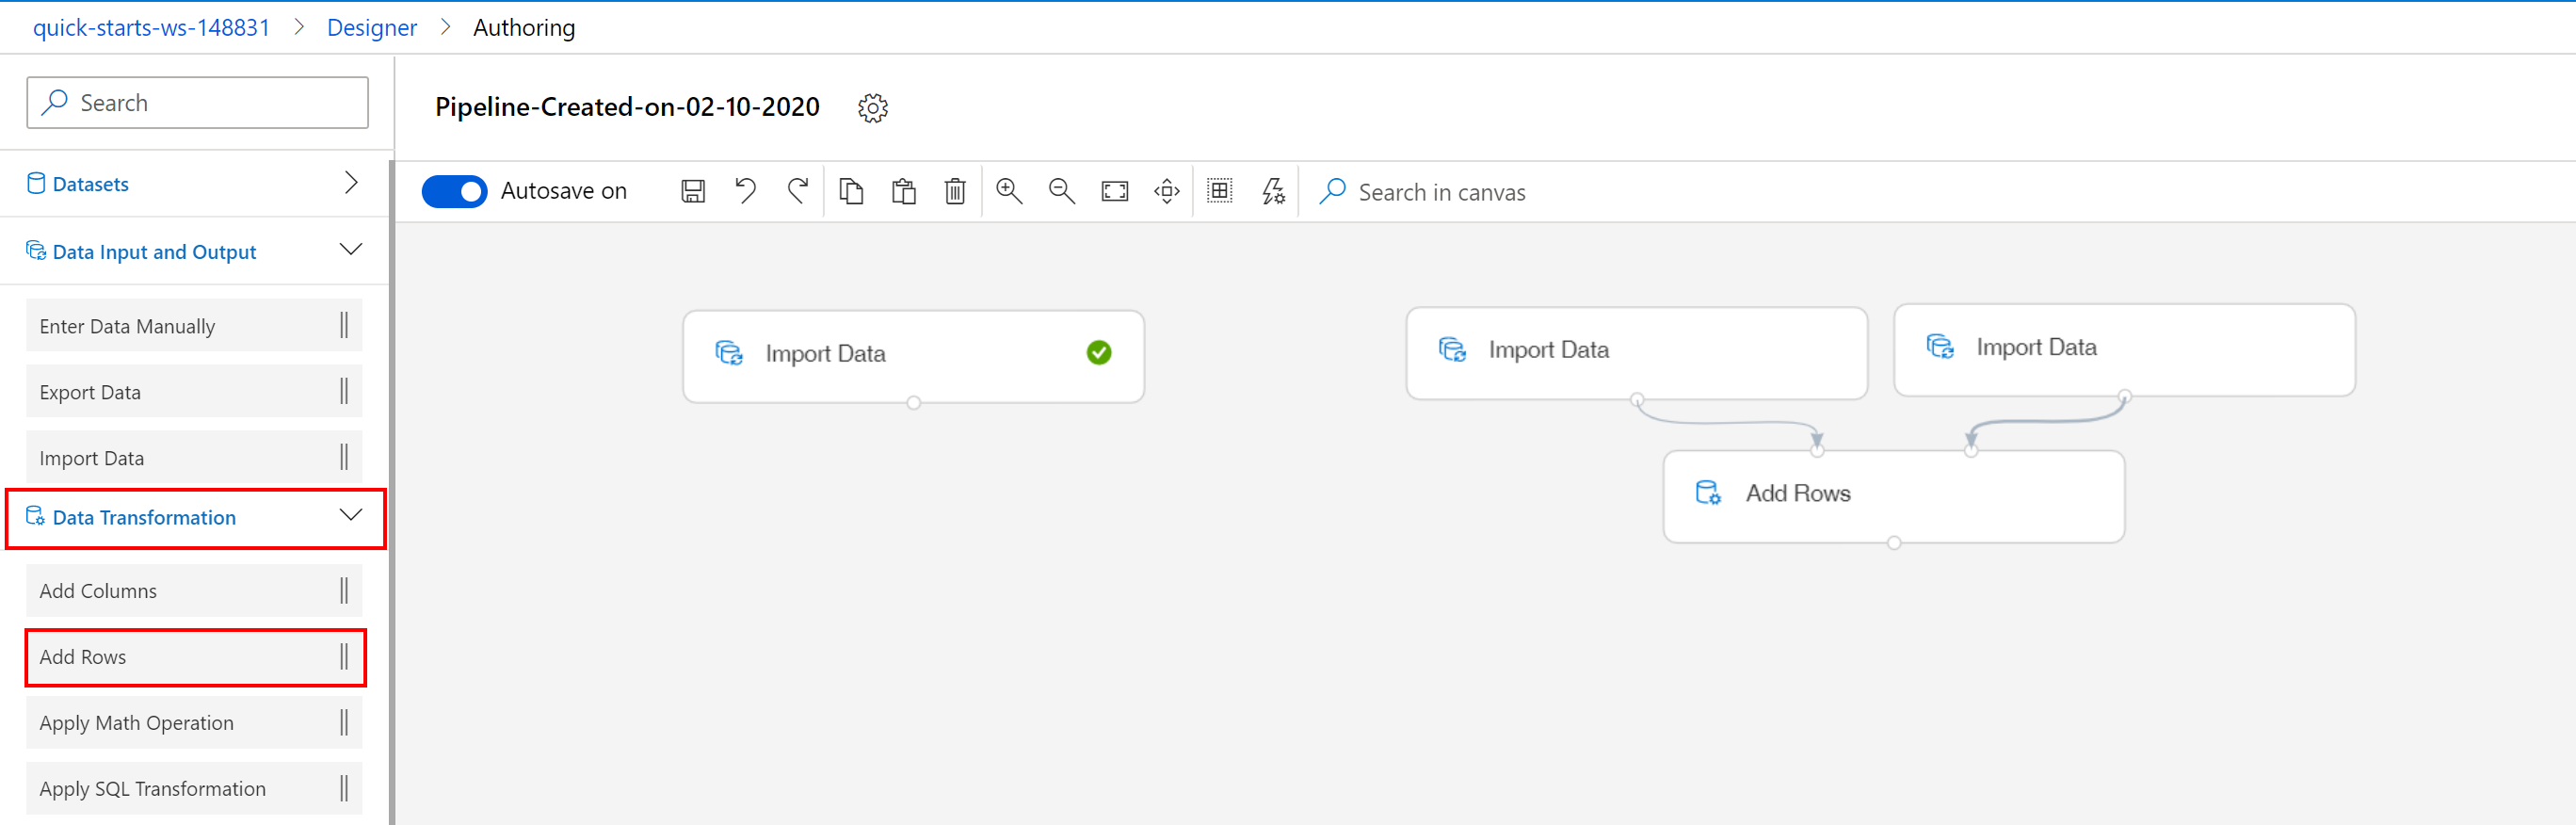 quick-starts-ws-148831 > Designer > Authoring
Search
Datasets
Data Input and Output
Enter Data Manually
Export Data
Import Data
Data Transformation
Add Columns
Add Rows
Apply Math Operation
Apply SQL Transformation
Pipeline-Created-on-02-10-2020
Autosave on
Search in canvas
Import Data
Import Data
Import Data
Add Rows